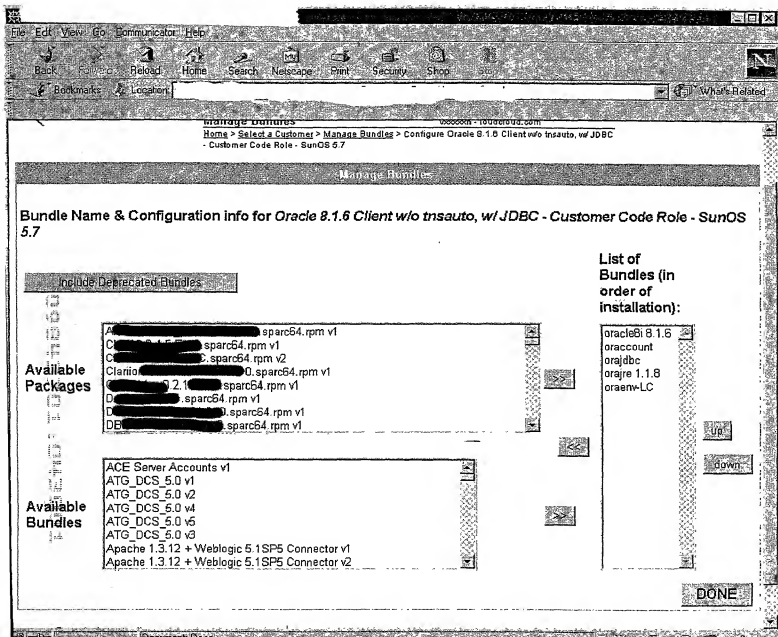 File Edit View Go Communicator Help
Back Forward Reload Home Search Netscape Print Security Shop Stop
Bookmarks Location: What's Related
Manage Bundles
Home > Select a Customer > Manage Bundles > Configure Oracle 8.1.6 Client w/o tnsauto, w/ JDBC
- Customer Code Role - SunOS 5.7
Manage Bundles
Bundle Name & Configuration info for Oracle 8.1.6 Client w/o tnsauto, w/ JDBC - Customer Code Role - SunOS
5.7
Include Deprecated Bundles
Available
Packages
.sparc64.rpm v1
sparc64.rpm v1
.sparc64.rpm v2
0.sparc64.rpm v1
0.2.1 sparc64.rpm v1
.sparc64.rpm v1
.sparc64.rpm v1
DB .sparc64.rpm v1
>>
<<
Available
Bundles
ACE Server Accounts v1
ATG_DCS_5.0 v1
ATG_DCS_5.0 v2
ATG_DCS_5.0 v4
ATG_DCS_5.0 v5
ATG_DCS_5.0 v3
Apache 1.3.12 + Weblogic 5.1SP5 Connector v1
Apache 1.3.12 + Weblogic 5.1SP5 Connector v2
>>
List of
Bundles (in
order of
installation):
oracle8i 8.1.6
oraccount
orajdbc
orajre 1.1.8
oraenv-LC
up
down
DONE